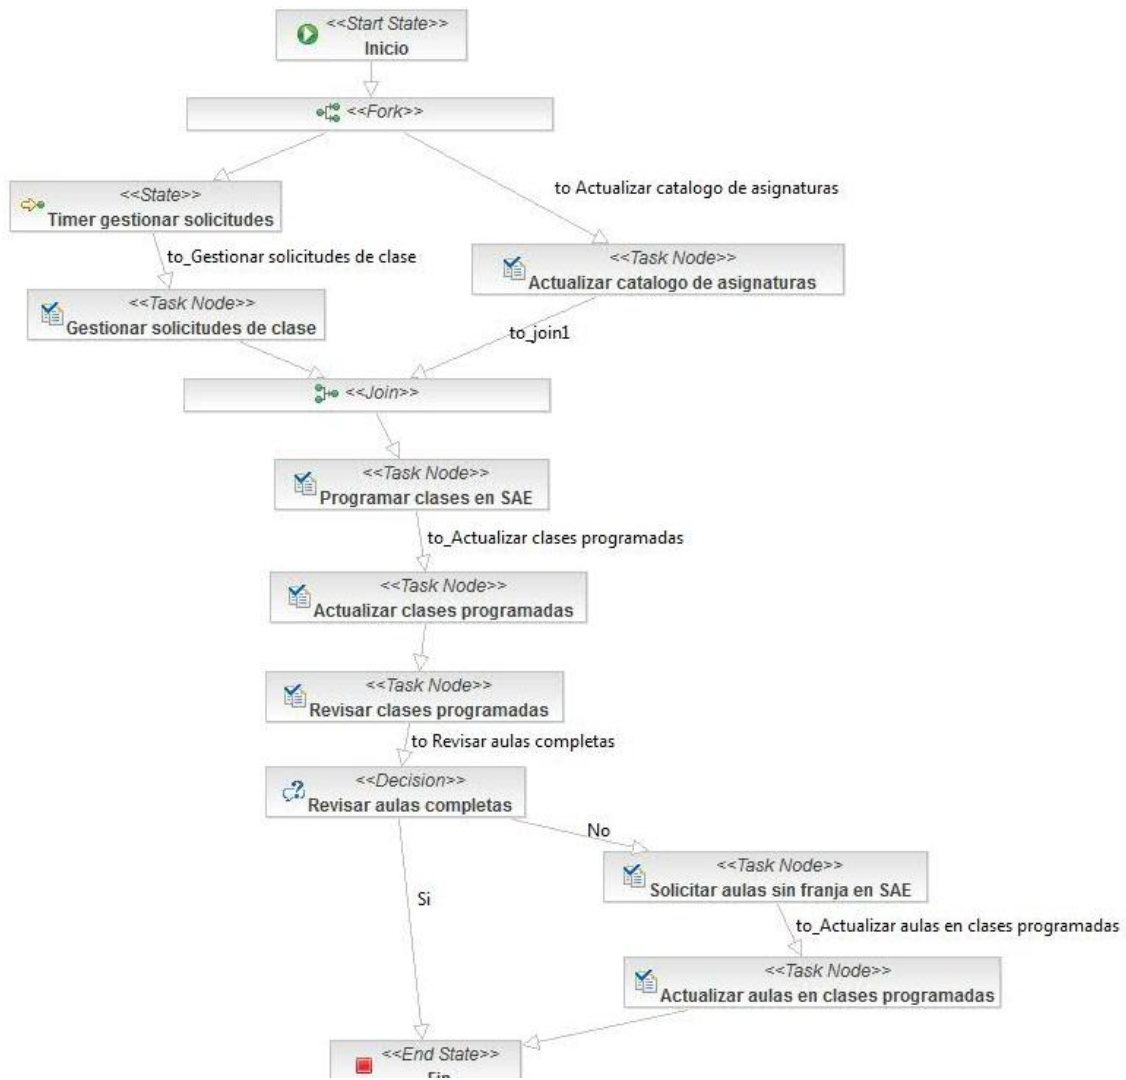 <<Start State>>
Inicio
<<Fork>>
to Actualizar catalogo de asignaturas
<<State>>
Timer gestionar solicitudes
to_Gestionar solicitudes de clase
<<Task Node>>
Actualizar catalogo de asignaturas
<<Task Node>>
Gestionar solicitudes de clase
to_join1
<<Join>>
<<Task Node>>
Programar clases en SAE
to_Actualizar clases programadas
<<Task Node>>
Actualizar clases programadas
<<Task Node>>
Revisar clases programadas
to Revisar aulas completas
<<Decision>>
Revisar aulas completas
No
<<Task Node>>
Solicitar aulas sin franja en SAE
Si
to_Actualizar aulas en clases programadas
<<Task Node>>
Actualizar aulas en clases programadas
<<End State>>
Fin